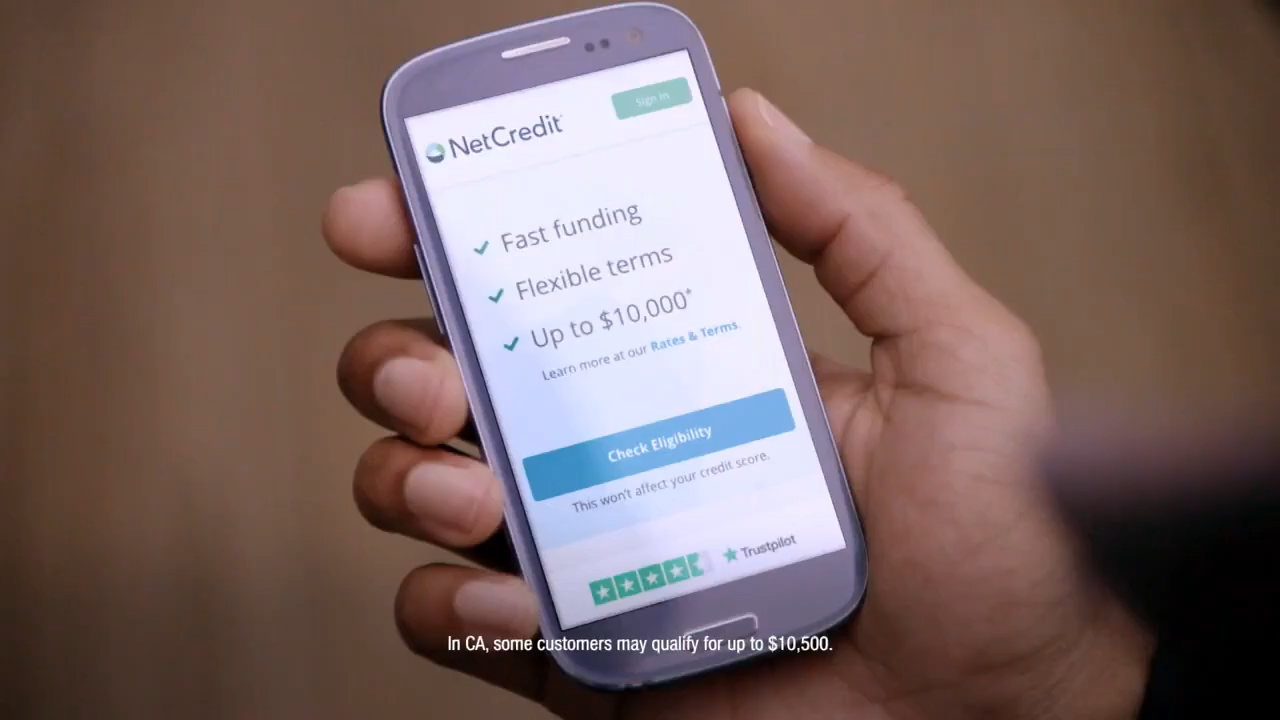 Sign in
NetCredit
Fast funding
Flexible terms
Up to $10,000*
Learn more at our Rates & Terms.
Check Eligibility
This won't affect your credit score.
Trustpilot
In CA, some customers may qualify for up to $10,500.